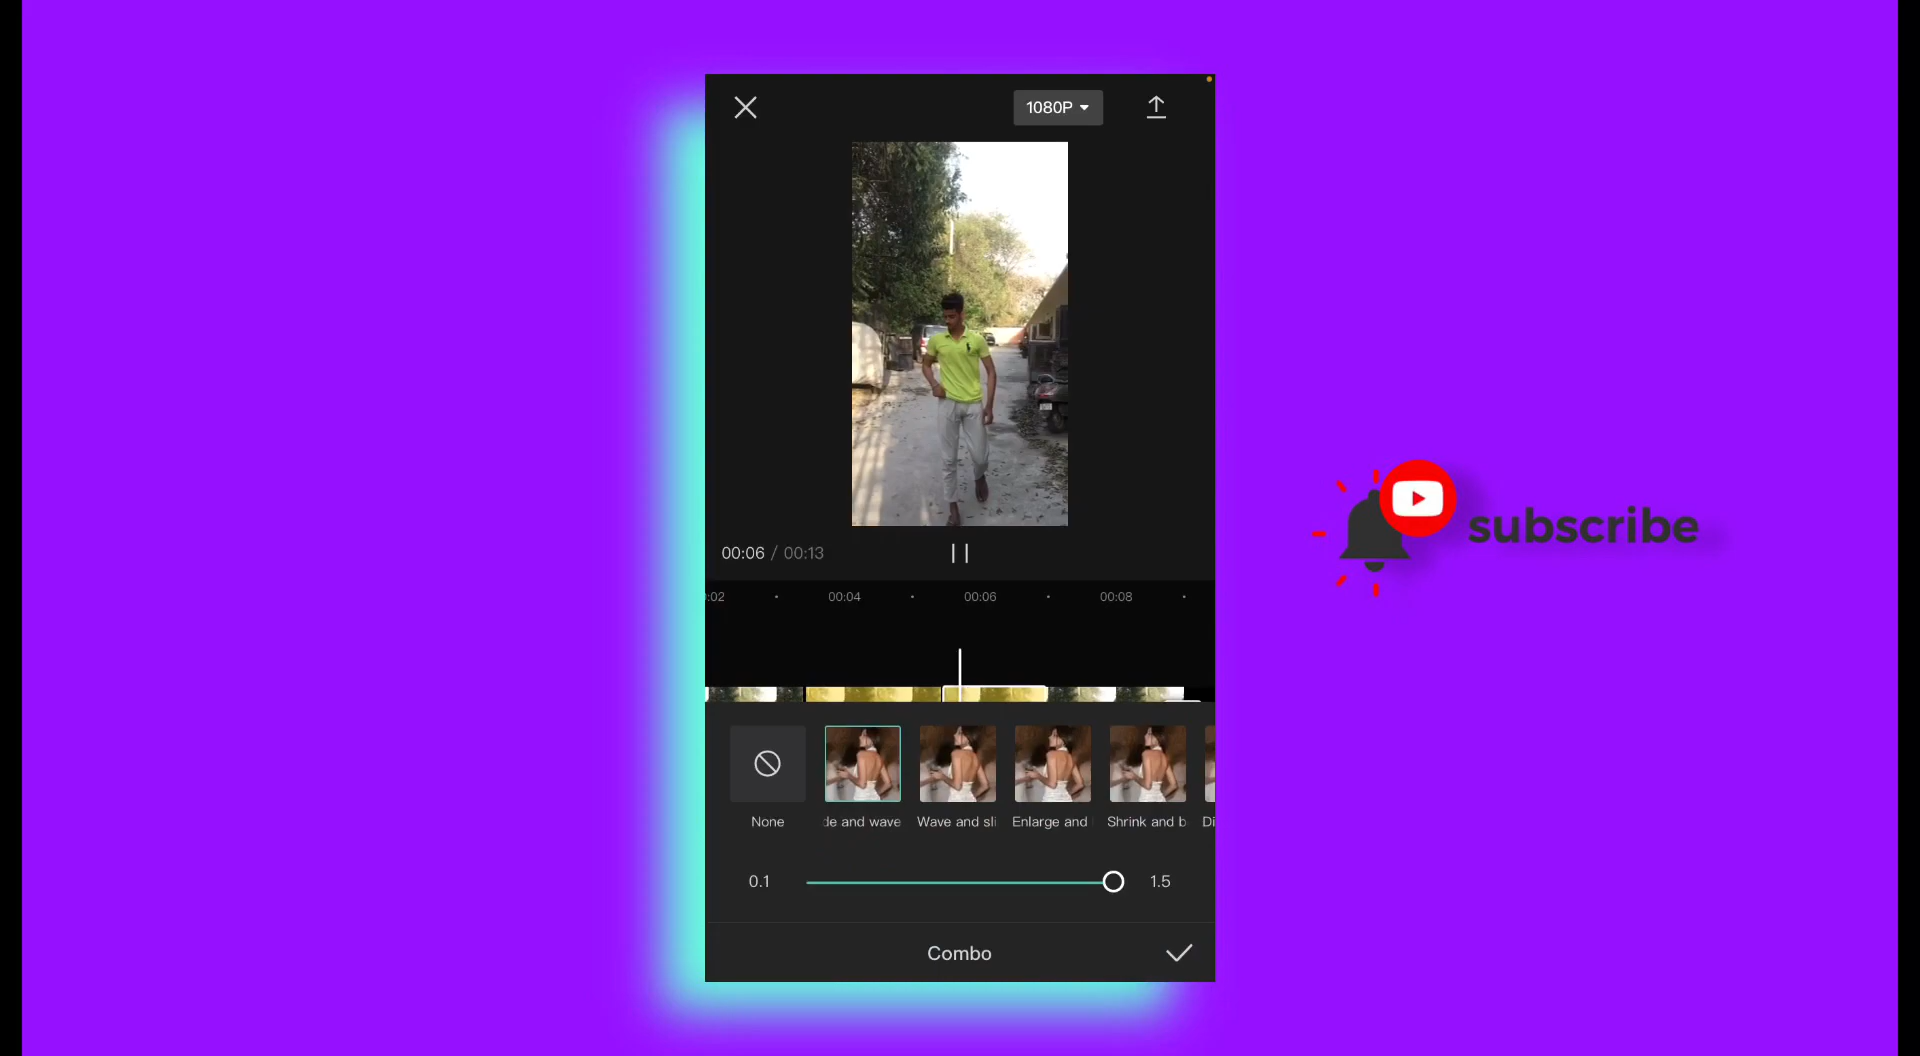 1080P
00:06 / 00:13
:02 00:04 00:06 00:08
subscribe
None de and wave Wave and sli Enlarge and Shrink and b Di
0.1 1.5
Combo